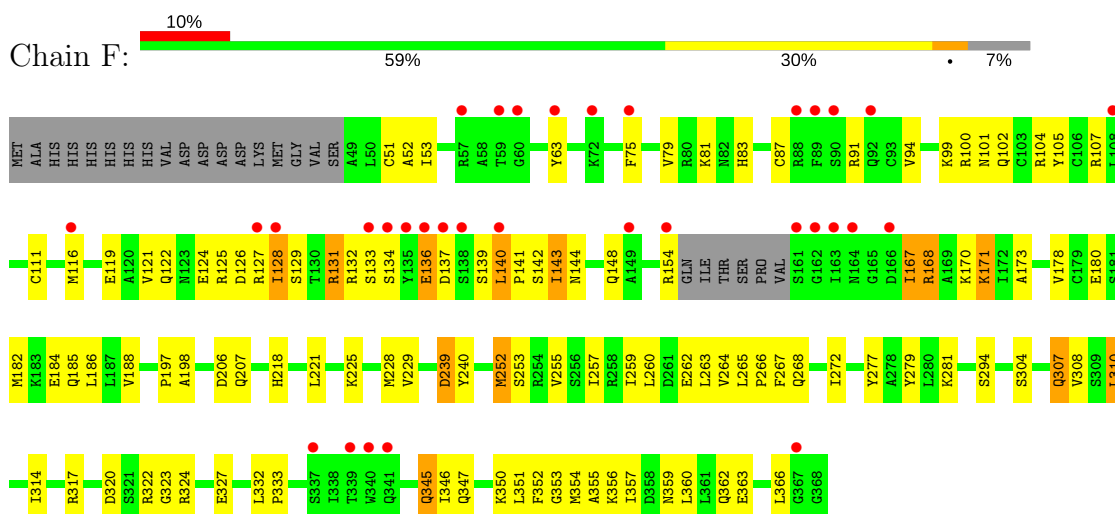 10%
Chain F:
59% 30% • 7%
MET ALA HIS HIS HIS HIS HIS HIS VAL ASP ASP ASP ASP LYS MET GLY VAL SER A49 L50 C51 A52 I53 R57 A58 T59 G60 Y63 K72 F75 V79 R80 K81 N82 H83 C87 R88 F89 S90 R91 Q92 C93 V94 K99 R100 N101 Q102 C103 R104 Y105 C106 R107 L108
C111 M116 E119 A120 V121 Q122 N123 E124 R125 D126 R127 I128 S129 T130 R131 R132 S133 S134 Y135 E136 D137 S138 S139 L140 P141 S142 I143 N144 Q148 A149 R154 GLN ILE THR SER PRO VAL S161 G162 I163 N164 G165 D166 I167 R168 A169 K170 K171 I172 A173 V178 C179 E180 S181
M182 K183 E184 Q185 L186 L187 V188 P197 A198 D206 Q207 H218 L221 K225 M228 V229 D239 Y240 M252 S253 R254 V255 S256 I257 R258 I259 L260 D261 E262 L263 V264 L265 P266 F267 Q268 I272 Y277 A278 Y279 L280 K281 S294 S304 Q307 V308 S309 L310
I314 R317 D320 S321 R322 G323 R324 E327 L332 P333 S337 I338 T339 W340 Q341 Q345 I346 Q347 K350 L351 F352 G353 M354 A355 K356 I357 D358 N359 L360 L361 Q362 E363 L366 G367 G368